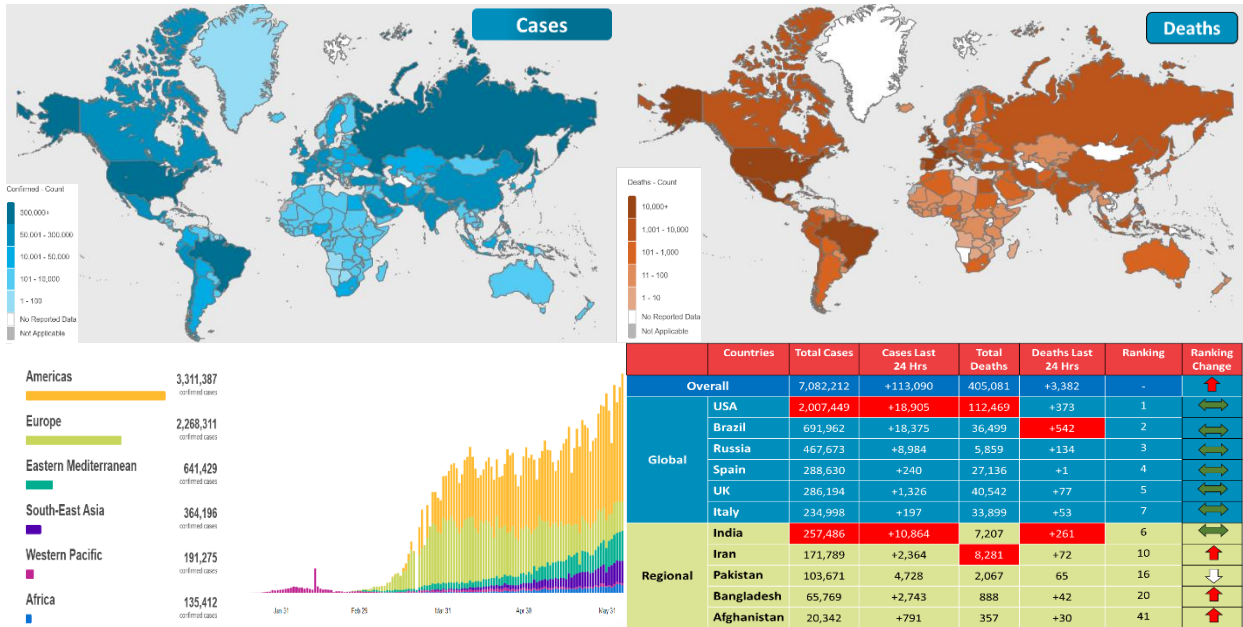 Cases
Confirmed - Count
300,000+
50,001 - 300,000
10,001 - 50,000
101 - 10,000
1 - 100
No Reported Data
Not Applicable
Deaths
Deaths - Count
10,000+
1,001 - 10,000
101 - 1,000
11 - 100
1 - 10
No Reported Data
Not Applicable
Americas 3,311,387
confirmed cases
Europe 2,268,311
confirmed cases
Eastern Mediterranean 641,429
confirmed cases
South-East Asia 364,196
confirmed cases
Western Pacific 191,275
confirmed cases
Africa 135,412
confirmed cases
Jan 31 Feb 29 Mar 31 Apr 30 May 31
Countries Total Cases Cases Last 24 Hrs Total Deaths Deaths Last 24 Hrs Ranking Ranking Change
Overall 7,082,212 +113,090 405,081 +3,382 -
Global
USA 2,007,449 +18,905 112,469 +373 1
Brazil 691,962 +18,375 36,499 +542 2
Russia 467,673 +8,984 5,859 +134 3
Spain 288,630 +240 27,136 +1 4
UK 286,194 +1,326 40,542 +77 5
Italy 234,998 +197 33,899 +53 7
Regional
India 257,486 +10,864 7,207 +261 6
Iran 171,789 +2,364 8,281 +72 10
Pakistan 103,671 4,728 2,067 65 16
Bangladesh 65,769 +2,743 888 +42 20
Afghanistan 20,342 +791 357 +30 41